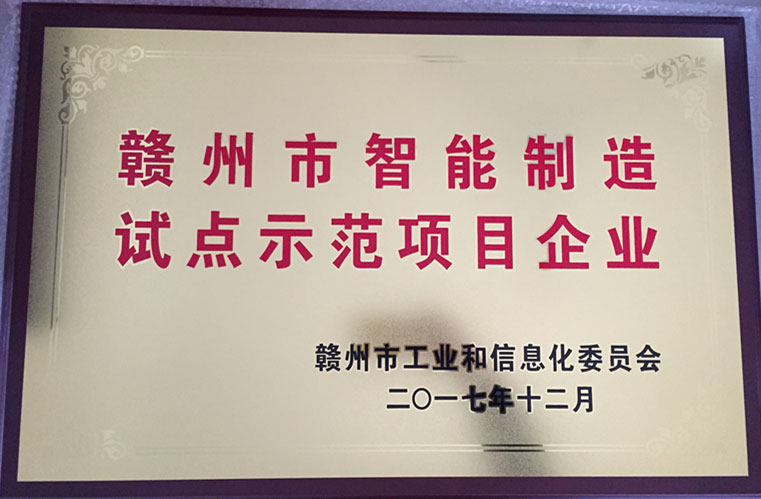 赣州市智能制造
试点示范项目企业
赣州市工业和信息化委员会
二〇一七年十二月